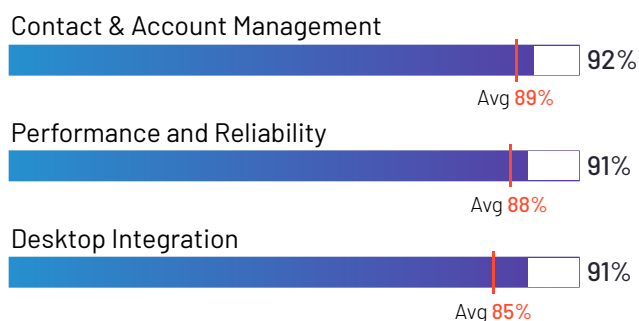 Contact & Account Management
92%
Avg 89%
Performance and Reliability
91%
Avg 88%
Desktop Integration
91%
Avg 85%